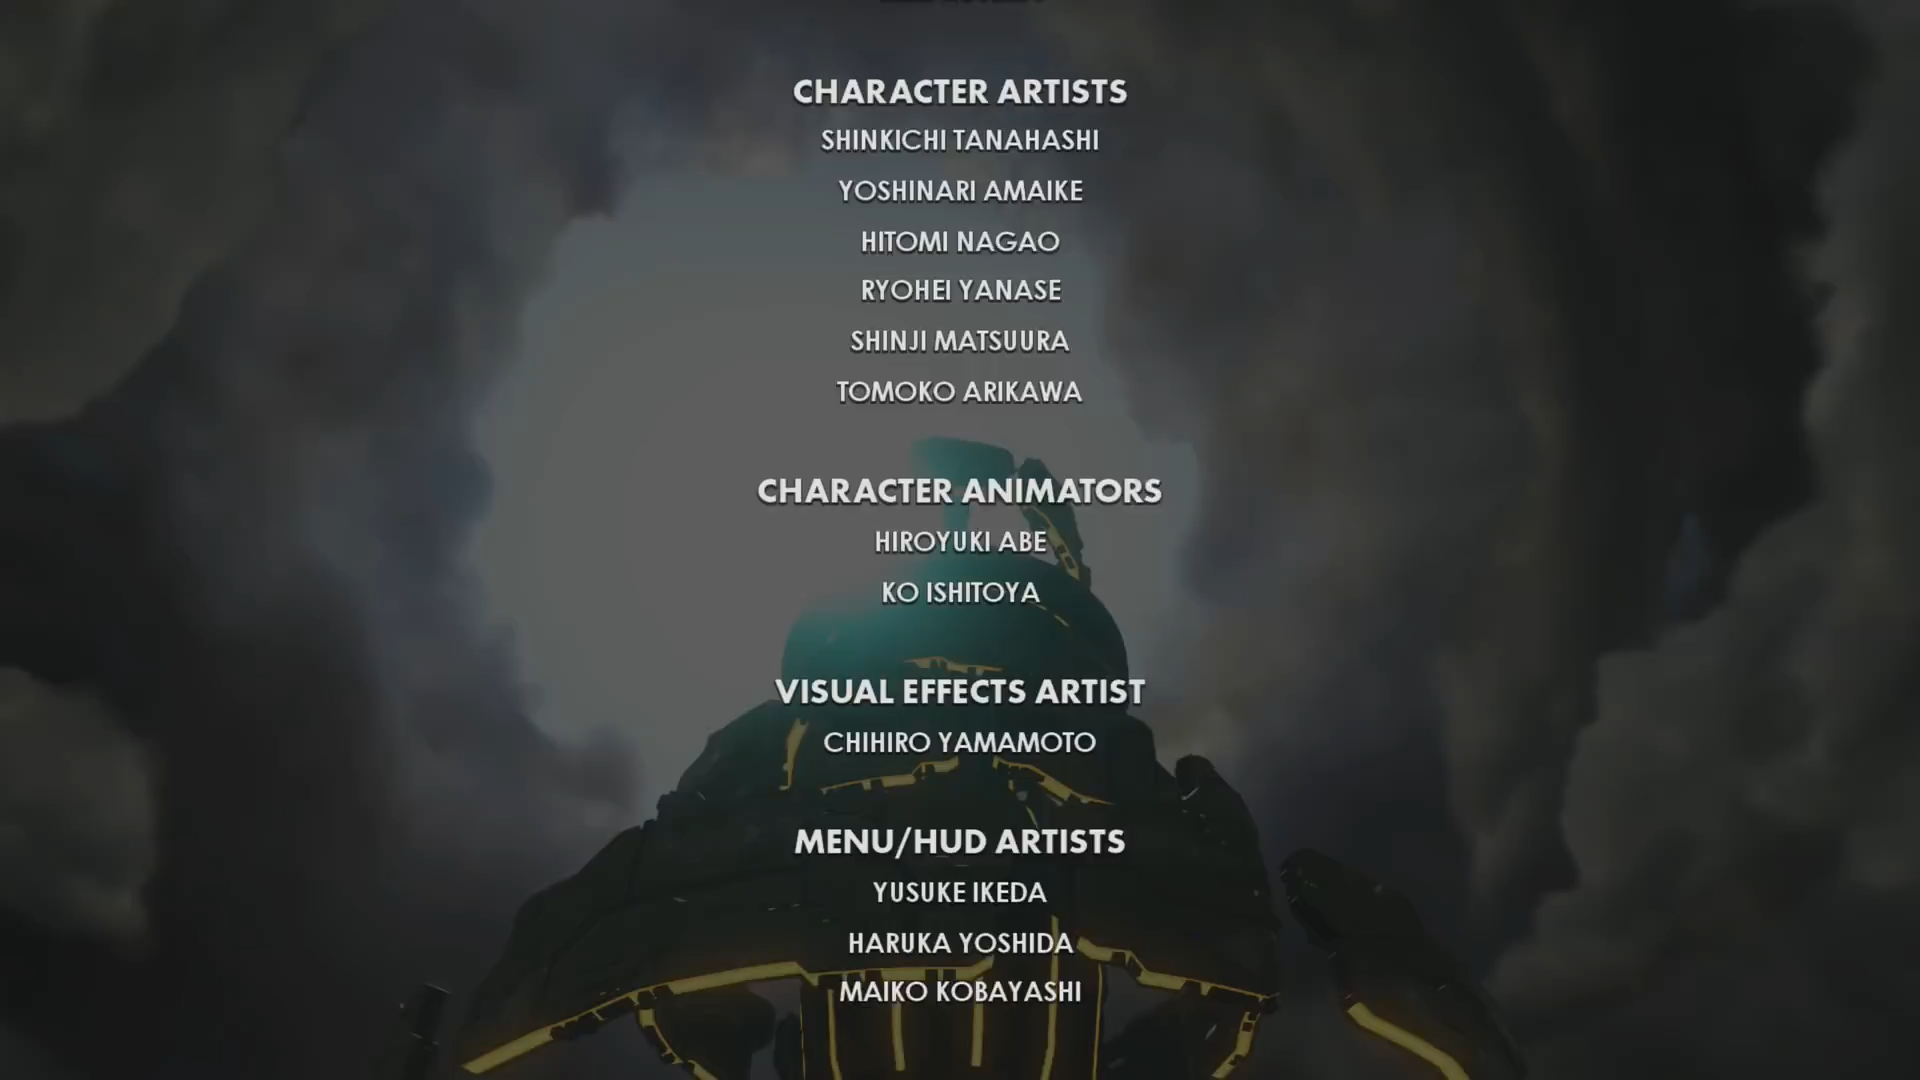 CHARACTER ARTISTS
SHINKICHI TANAHASHI
YOSHINARI AMAIKE
HITOMI NAGAO
RYOHEI YANASE
SHINJI MATSUURA
TOMOKO ARIKAWA
CHARACTER ANIMATORS
HIROYUKI ABE
KO ISHITOYA
VISUAL EFFECTS ARTIST
CHIHIRO YAMAMOTO
MENU/HUD ARTISTS
YUSUKE IKEDA
HARUKA YOSHIDA
MAIKO KOBAYASHI